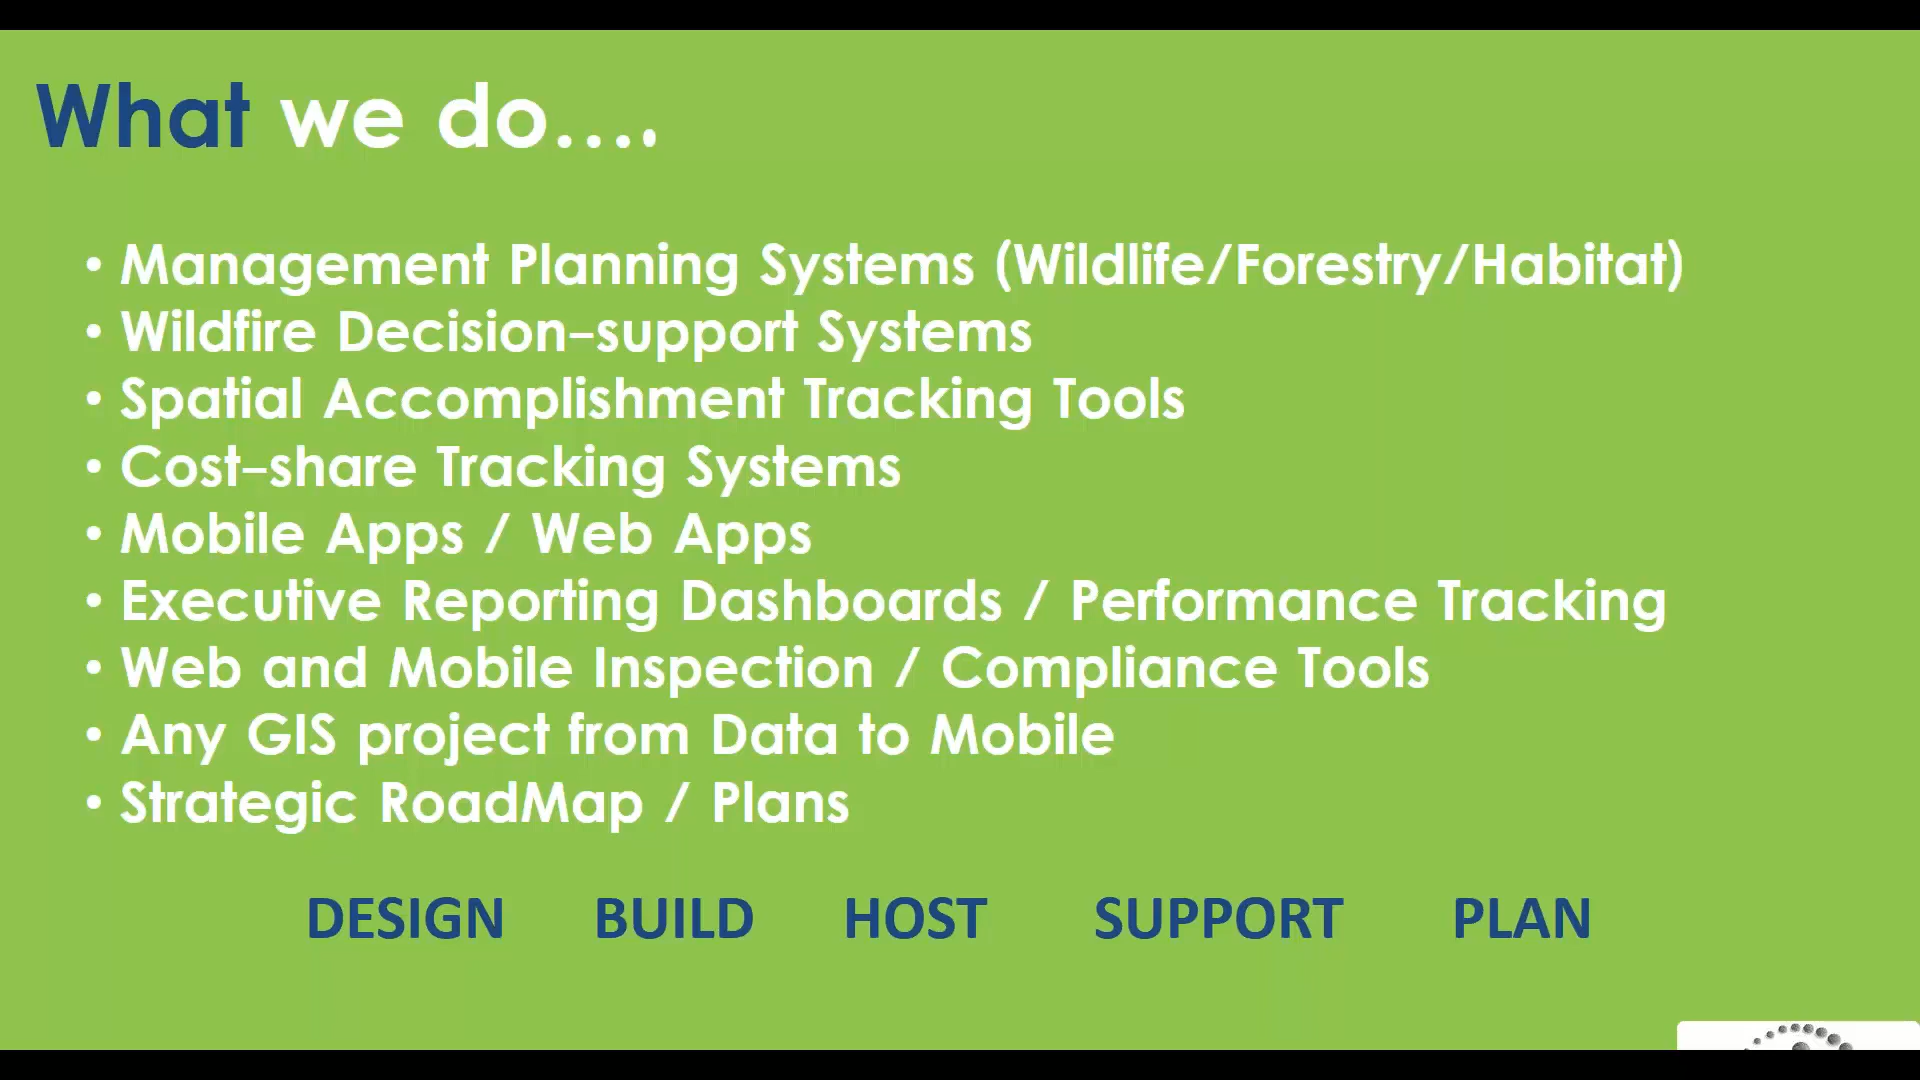 What we do....
• Management Planning Systems (Wildlife/Forestry/Habitat)
• Wildfire Decision-support Systems
• Spatial Accomplishment Tracking Tools
• Cost-share Tracking Systems
• Mobile Apps / Web Apps
• Executive Reporting Dashboards / Performance Tracking
• Web and Mobile Inspection / Compliance Tools
• Any GIS project from Data to Mobile
• Strategic RoadMap / Plans
DESIGN BUILD HOST SUPPORT PLAN